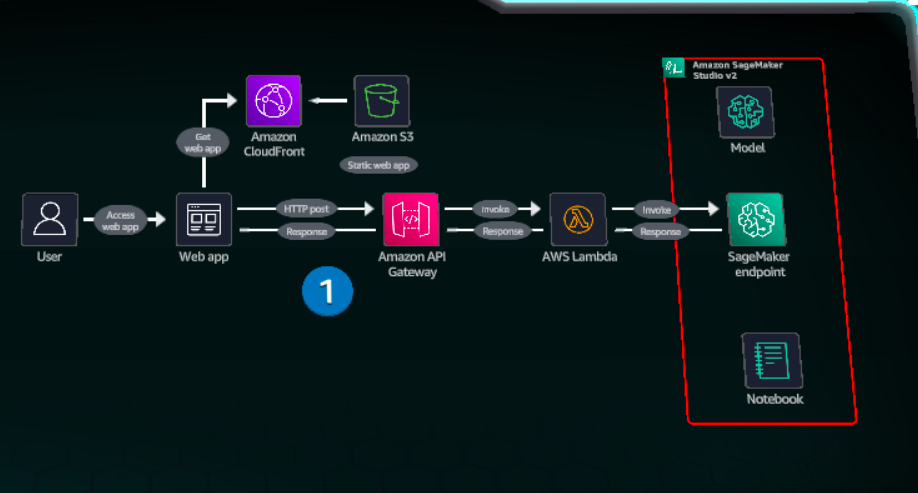 Amazon SageMaker
Studio v2
Model
Get
web app
Amazon
CloudFront
Amazon S3
Static web app
User
Access
web app
Web app
HTTP post
Response
1
Amazon API
Gateway
Invoke
Response
AWS Lambda
Invoke
Response
SageMaker
endpoint
Notebook